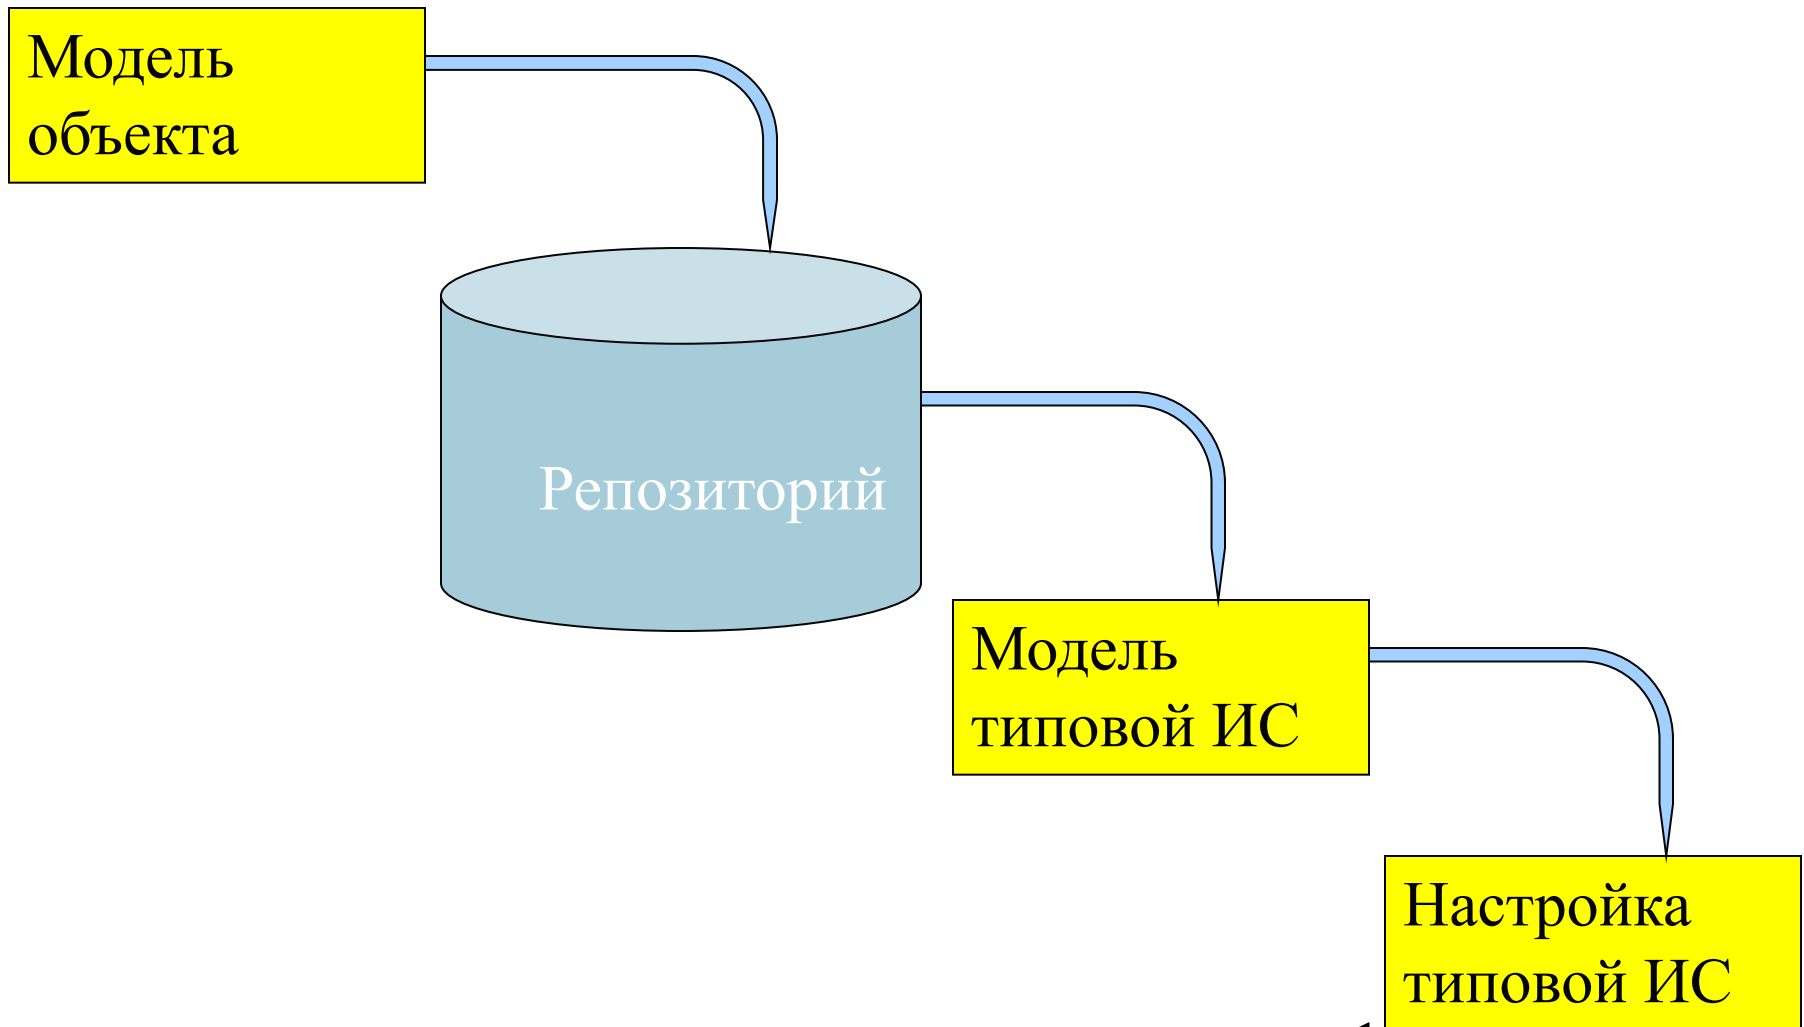 Модель
объекта
Репозиторий
Модель
типовой ИС
Настройка
типовой ИС